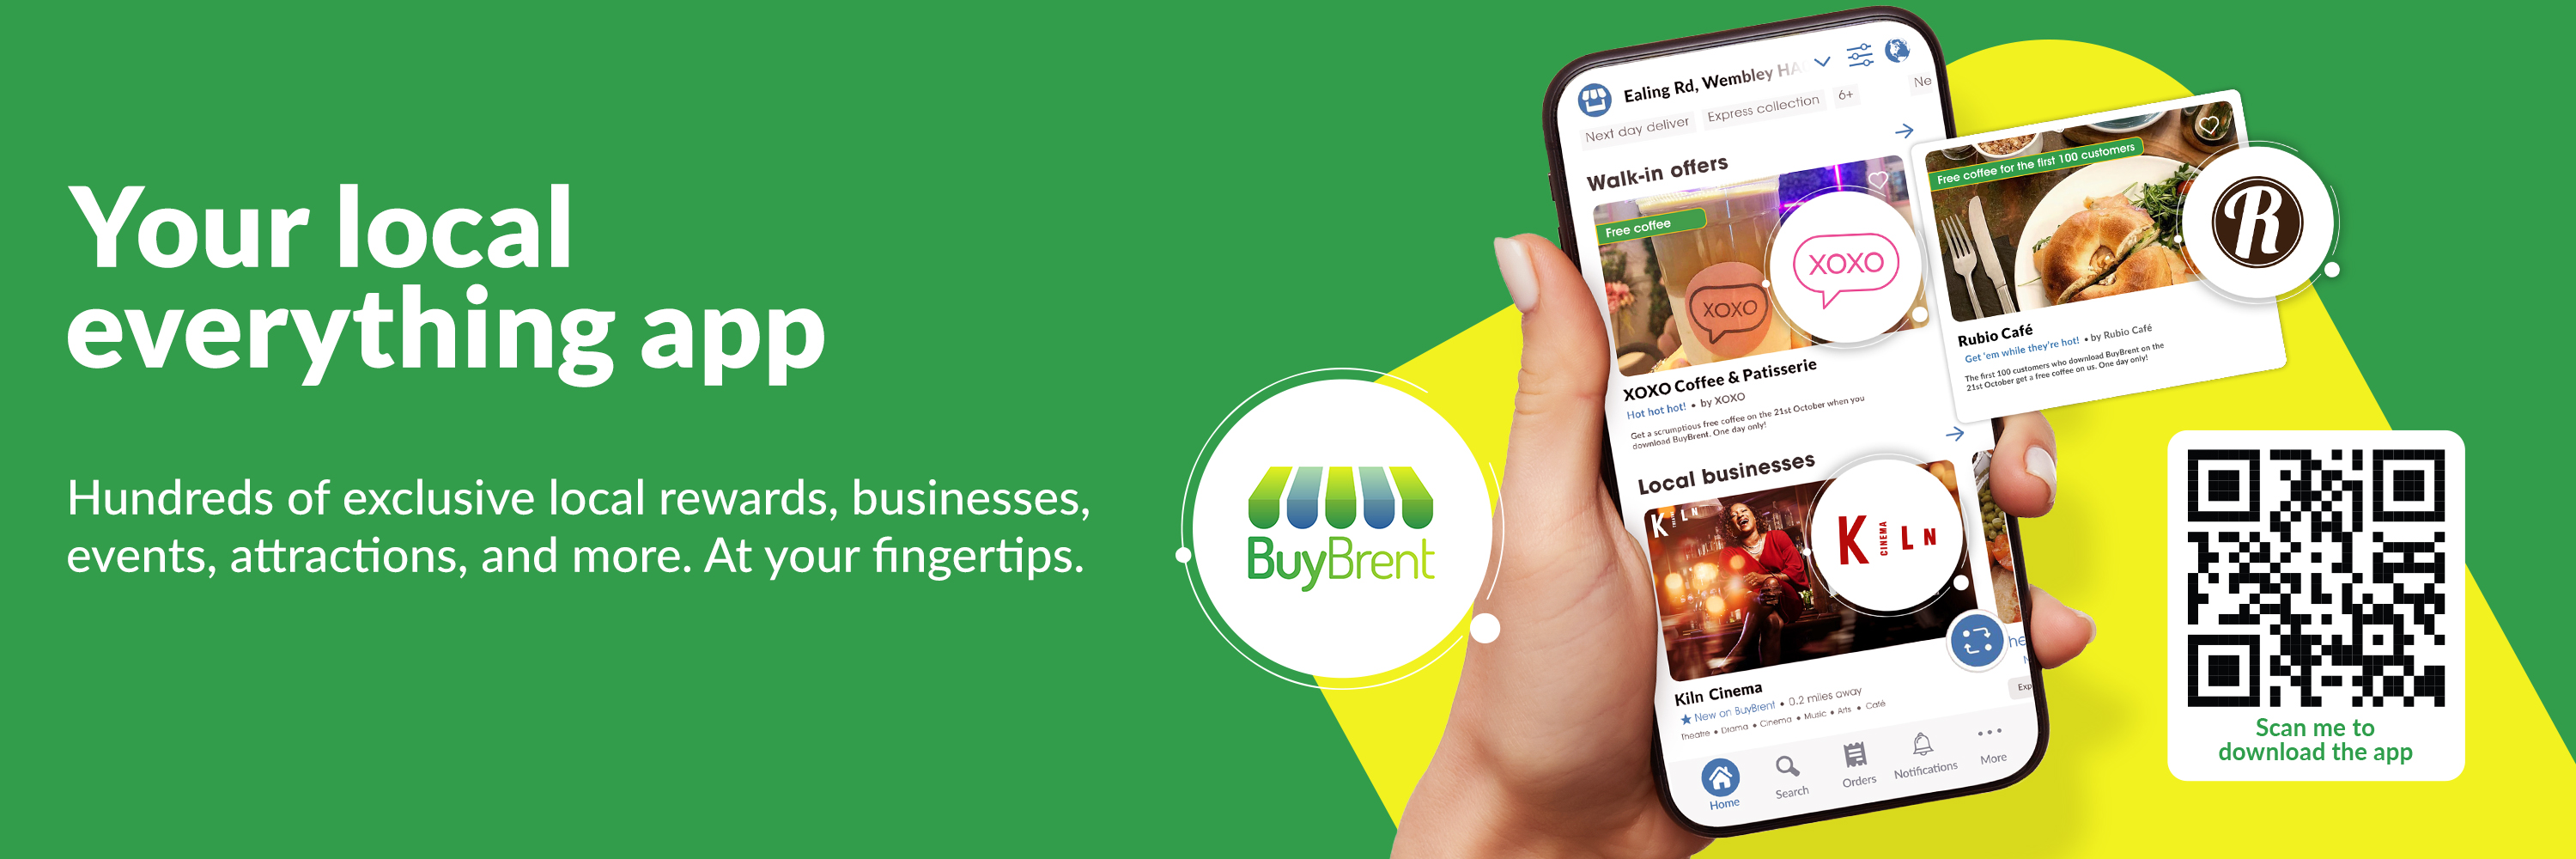 Your local
everything app
Hundreds of exclusive local rewards, businesses,
events, attractions, and more. At your fingertips.
BuyBrent
Ealing Rd, Wembley
Next day deliver
Express collection
6+
Ne
Walk-in offers
Free coffee
XOXO
XOXO
XOXO Coffee & Patisserie
Hot hot hot! • by XOXO
Get a scrumptious free coffee on the 21st October when you
download BuyBrent. One day only!
Free coffee for the first 100 customers
R
Rubio Café
Get 'em while they're hot! • by Rubio Café
The first 100 customers who download BuyBrent on the
21st October get a free coffee on us. One day only!
Local businesses
KILN
KILN CINEMA
he
Exp
Kiln Cinema
New on BuyBrent • 0.2 miles away
Theatre • Drama • Cinema • Music • Arts • Café
Home
Search
Orders
Notifications
More
Scan me to
download the app